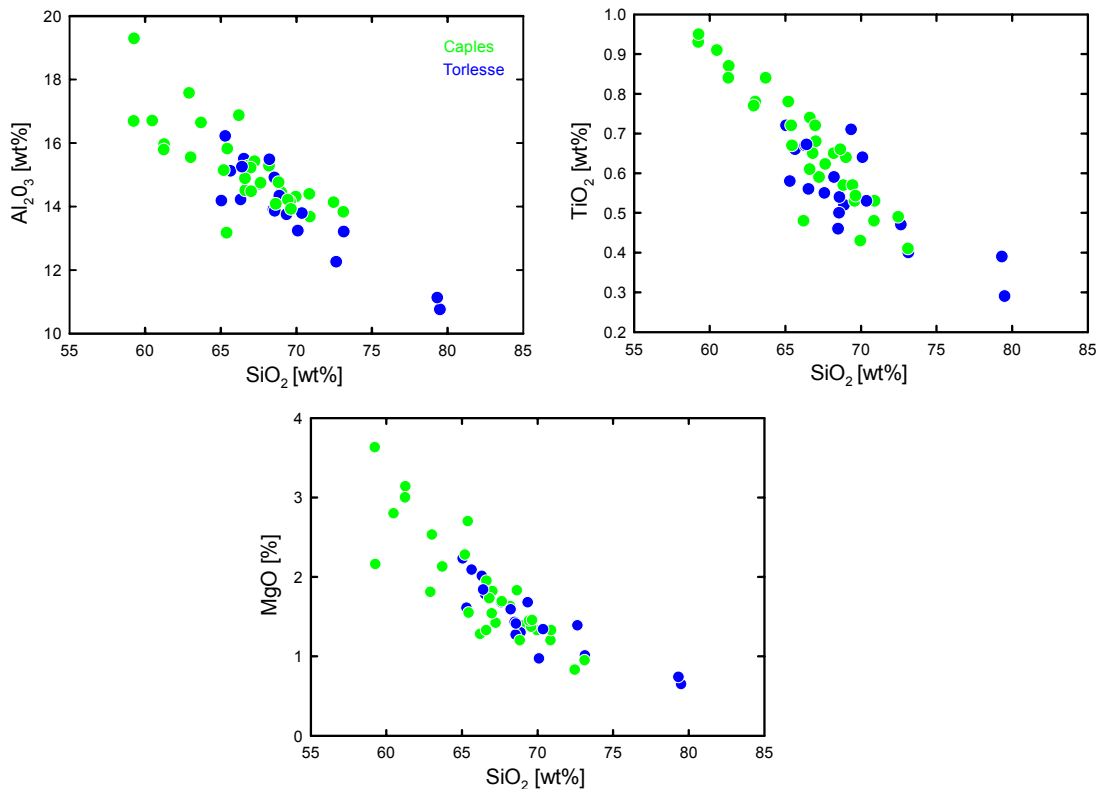 20
18
16
14
12
10
Al₂0₃ [wt%]
Caples
Torlesse
55 60 65 70 75 80 85
SiO₂ [wt%]
1.0
0.9
0.8
0.7
0.6
0.5
0.4
0.3
0.2
TiO₂ [wt%]
55 60 65 70 75 80 85
SiO₂ [wt%]
4
3
2
1
0
MgO [%]
55 60 65 70 75 80 85
SiO₂ [wt%]